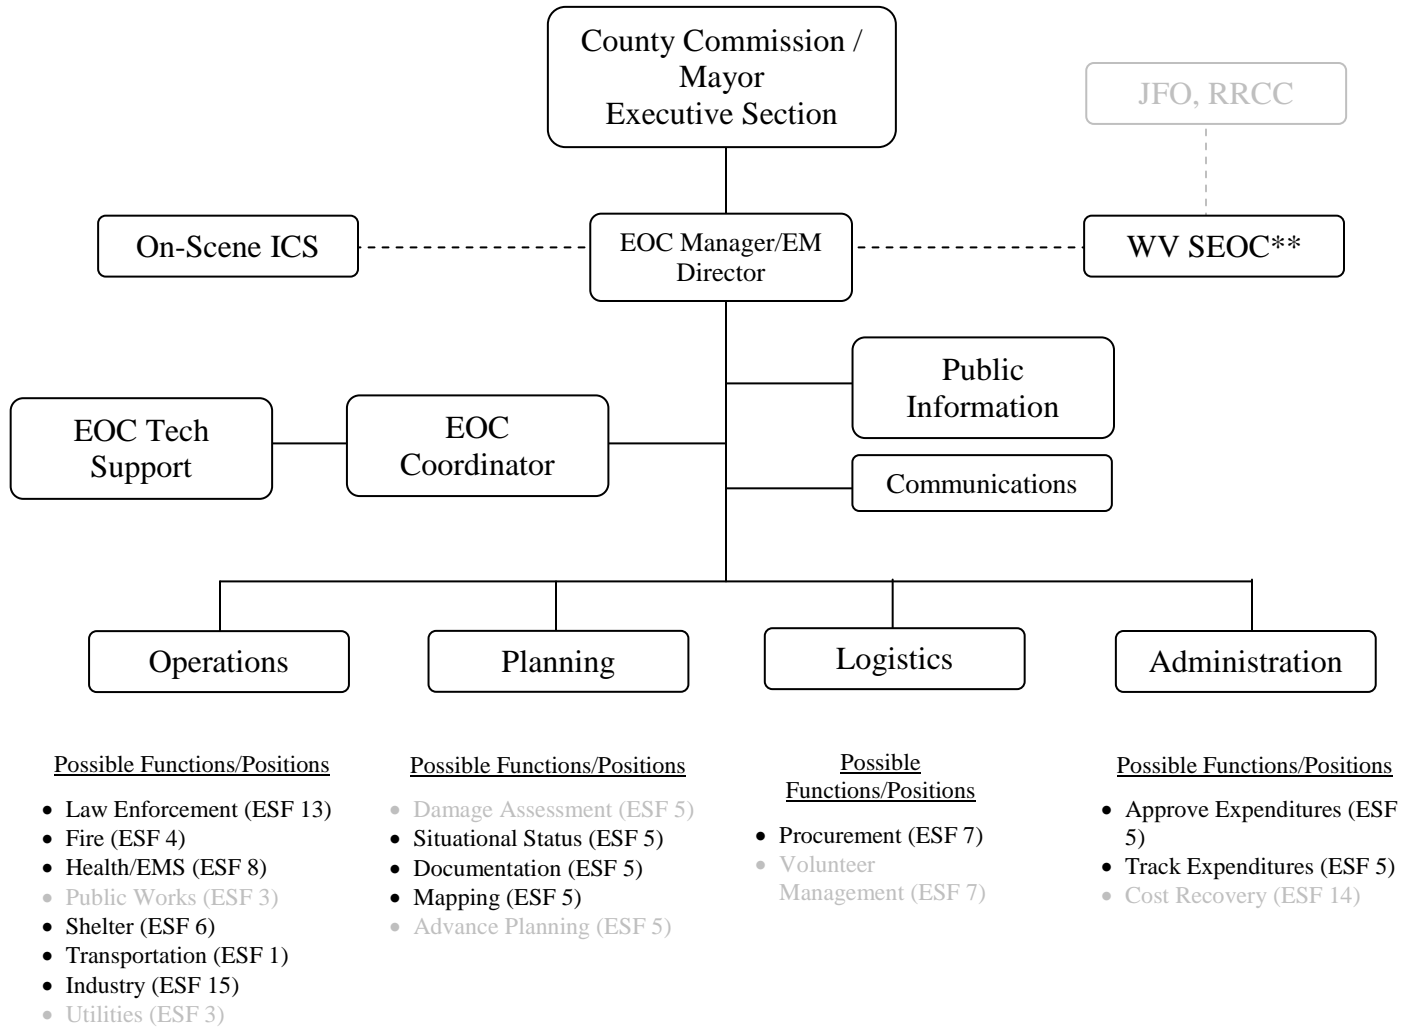 County Commission /
Mayor
Executive Section
JFO, RRCC
On-Scene ICS
EOC Manager/EM
Director
WV SEOC**
Public
Information
EOC Tech
Support
EOC
Coordinator
Communications
Operations
Planning
Logistics
Administration
Possible Functions/Positions
• Law Enforcement (ESF 13)
• Fire (ESF 4)
• Health/EMS (ESF 8)
• Public Works (ESF 3)
• Shelter (ESF 6)
• Transportation (ESF 1)
• Industry (ESF 15)
• Utilities (ESF 3)
Possible Functions/Positions
• Damage Assessment (ESF 5)
• Situational Status (ESF 5)
• Documentation (ESF 5)
• Mapping (ESF 5)
• Advance Planning (ESF 5)
Possible
Functions/Positions
• Procurement (ESF 7)
• Volunteer
Management (ESF 7)
Possible Functions/Positions
• Approve Expenditures (ESF
5)
• Track Expenditures (ESF 5)
• Cost Recovery (ESF 14)